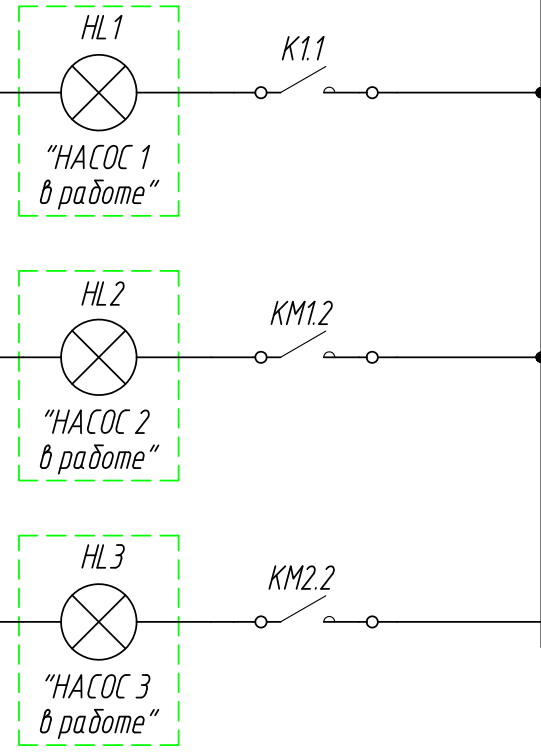 HL1
K1.1
"НАСОС 1
в работе"
HL2
KM1.2
"НАСОС 2
в работе"
HL3
KM2.2
"НАСОС 3
в работе"